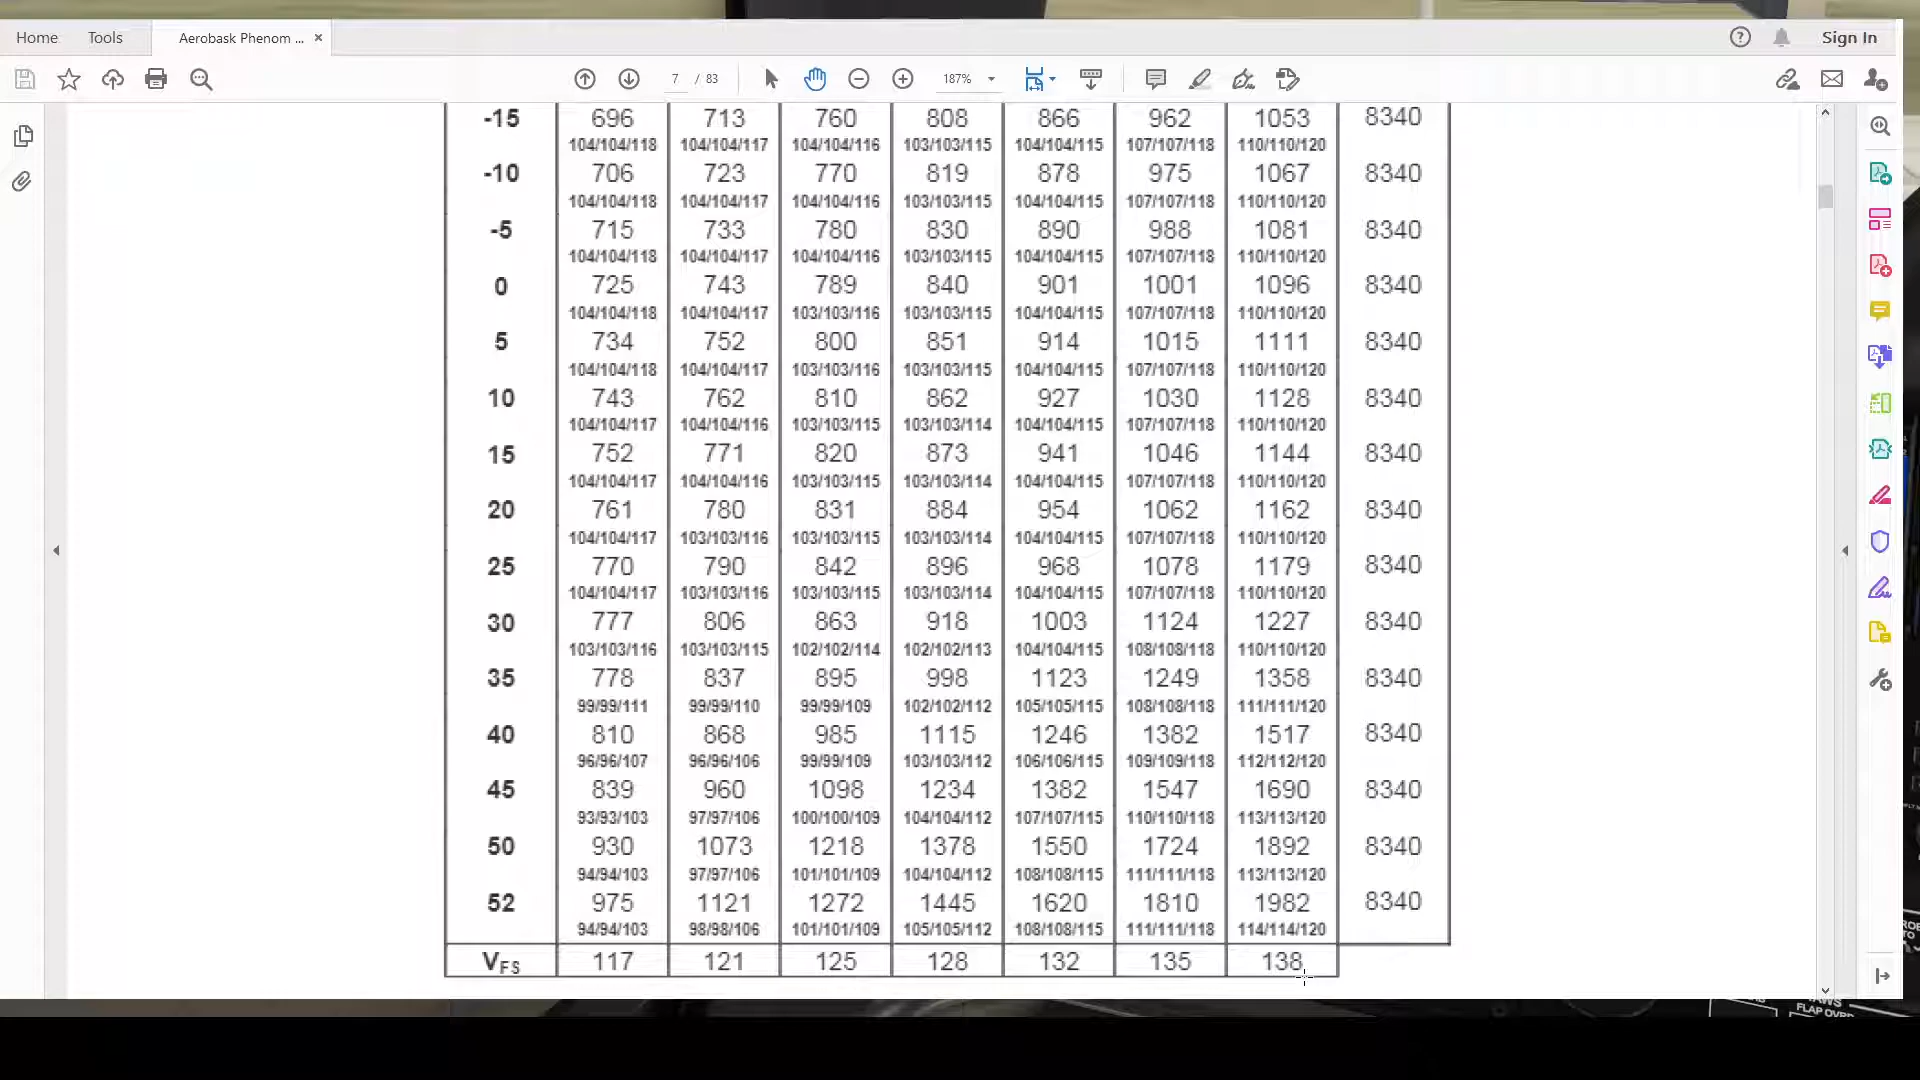 Home Tools Aerobask Phenom ... × Sign In
7 / 83 187%
-15 696 713 760 808 866 962 1053 8340
104/104/118 104/104/117 104/104/116 103/103/115 104/104/115 107/107/118 110/110/120
-10 706 723 770 819 878 975 1067 8340
104/104/118 104/104/117 104/104/116 103/103/115 104/104/115 107/107/118 110/110/120
-5 715 733 780 830 890 988 1081 8340
104/104/118 104/104/117 104/104/116 103/103/115 104/104/115 107/107/118 110/110/120
0 725 743 789 840 901 1001 1096 8340
104/104/118 104/104/117 103/103/116 103/103/115 104/104/115 107/107/118 110/110/120
5 734 752 800 851 914 1015 1111 8340
104/104/118 104/104/117 103/103/116 103/103/115 104/104/115 107/107/118 110/110/120
10 743 762 810 862 927 1030 1128 8340
104/104/117 104/104/116 103/103/115 103/103/114 104/104/115 107/107/118 110/110/120
15 752 771 820 873 941 1046 1144 8340
104/104/117 104/104/116 103/103/115 103/103/114 104/104/115 107/107/118 110/110/120
20 761 780 831 884 954 1062 1162 8340
104/104/117 103/103/116 103/103/115 103/103/114 104/104/115 107/107/118 110/110/120
25 770 790 842 896 968 1078 1179 8340
104/104/117 103/103/116 103/103/115 103/103/114 104/104/115 107/107/118 110/110/120
30 777 806 863 918 1003 1124 1227 8340
103/103/116 103/103/115 102/102/114 102/102/113 104/104/115 108/108/118 110/110/120
35 778 837 895 998 1123 1249 1358 8340
99/99/111 99/99/110 99/99/109 102/102/112 105/105/115 108/108/118 111/111/120
40 810 868 985 1115 1246 1382 1517 8340
96/96/107 96/96/106 99/99/109 103/103/112 106/106/115 109/109/118 112/112/120
45 839 960 1098 1234 1382 1547 1690 8340
93/93/103 97/97/106 100/100/109 104/104/112 107/107/115 110/110/118 113/113/120
50 930 1073 1218 1378 1550 1724 1892 8340
94/94/103 97/97/106 101/101/109 104/104/112 108/108/115 111/111/118 113/113/120
52 975 1121 1272 1445 1620 1810 1982 8340
94/94/103 98/98/106 101/101/109 105/105/112 108/108/115 111/111/118 114/114/120
VFS 117 121 125 128 132 135 138
FLAP OVRD